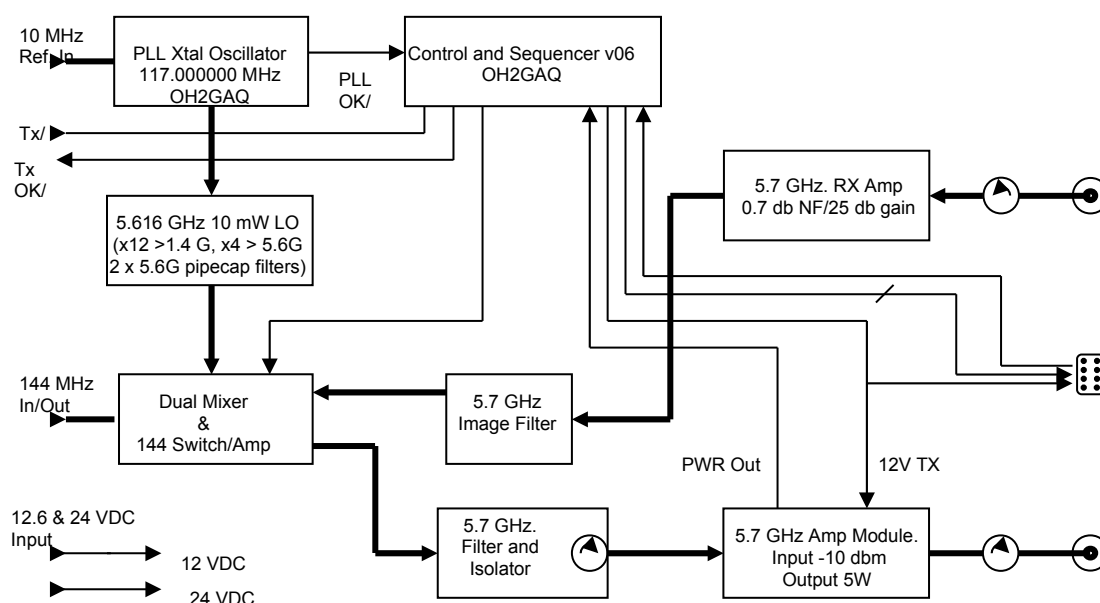 10 MHz
Ref. In
PLL Xtal Oscillator
117.000000 MHz
OH2GAQ
PLL
OK/
Control and Sequencer v06
OH2GAQ
Tx/
Tx
OK/
5.616 GHz 10 mW LO
(x12 >1.4 G, x4 > 5.6G
2 x 5.6G pipecap filters)
5.7 GHz. RX Amp
0.7 db NF/25 db gain
144 MHz
In/Out
Dual Mixer
&
144 Switch/Amp
5.7 GHz
Image Filter
PWR Out
12V TX
12.6 & 24 VDC
Input
12 VDC
24 VDC
5.7 GHz.
Filter and
Isolator
5.7 GHz Amp Module.
Input -10 dbm
Output 5W